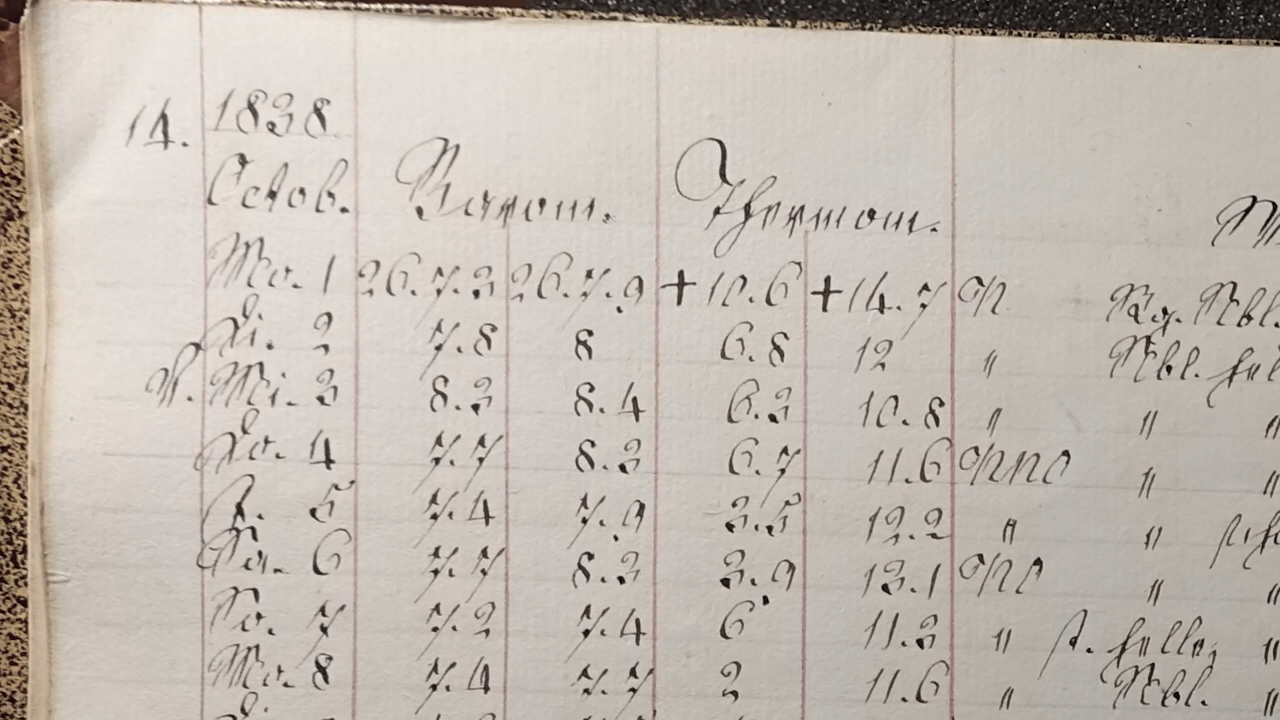 14. 1838.
Octob. Barom. Thermom.
Mo. 1 26.7.3 26.7.9 +10.6 +14.7 N Rg. Nbl.
Di. 2 7.8 8 6.8 12 "
V. Mi. 3 8.3 8.4 6.3 10.8 " " "
Do. 4 7.7 8.3 6.7 11.6 NNO " "
F. 5 7.4 7.9 3.5 12.2 " "
Sa. 6 7.7 8.3 3.9 13.1 NO " "
So. 7 7.2 7.4 6 11.3 " s. helle, "
Mo. 8 7.4 7.7 2 11.6 " Nbl. "